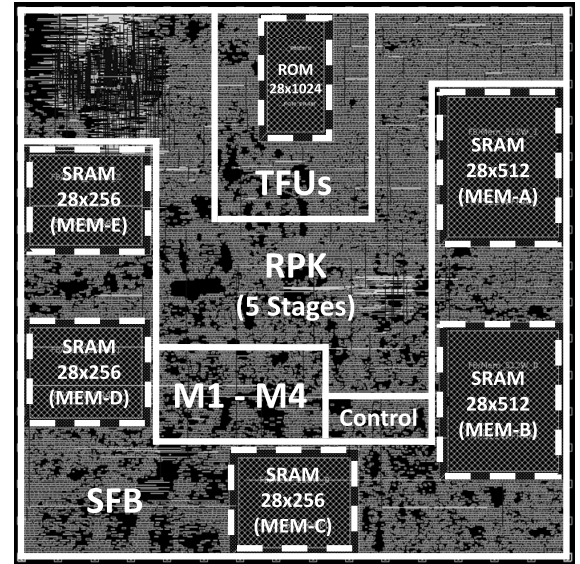 ROM
28x1024
TFUs
SRAM
28x512
(MEM-A)
SRAM
28x256
(MEM-E)
RPK
(5 Stages)
SRAM
28x256
(MEM-D)
M1 - M4
Control
SRAM
28x512
(MEM-B)
SFB
SRAM
28x256
(MEM-C)